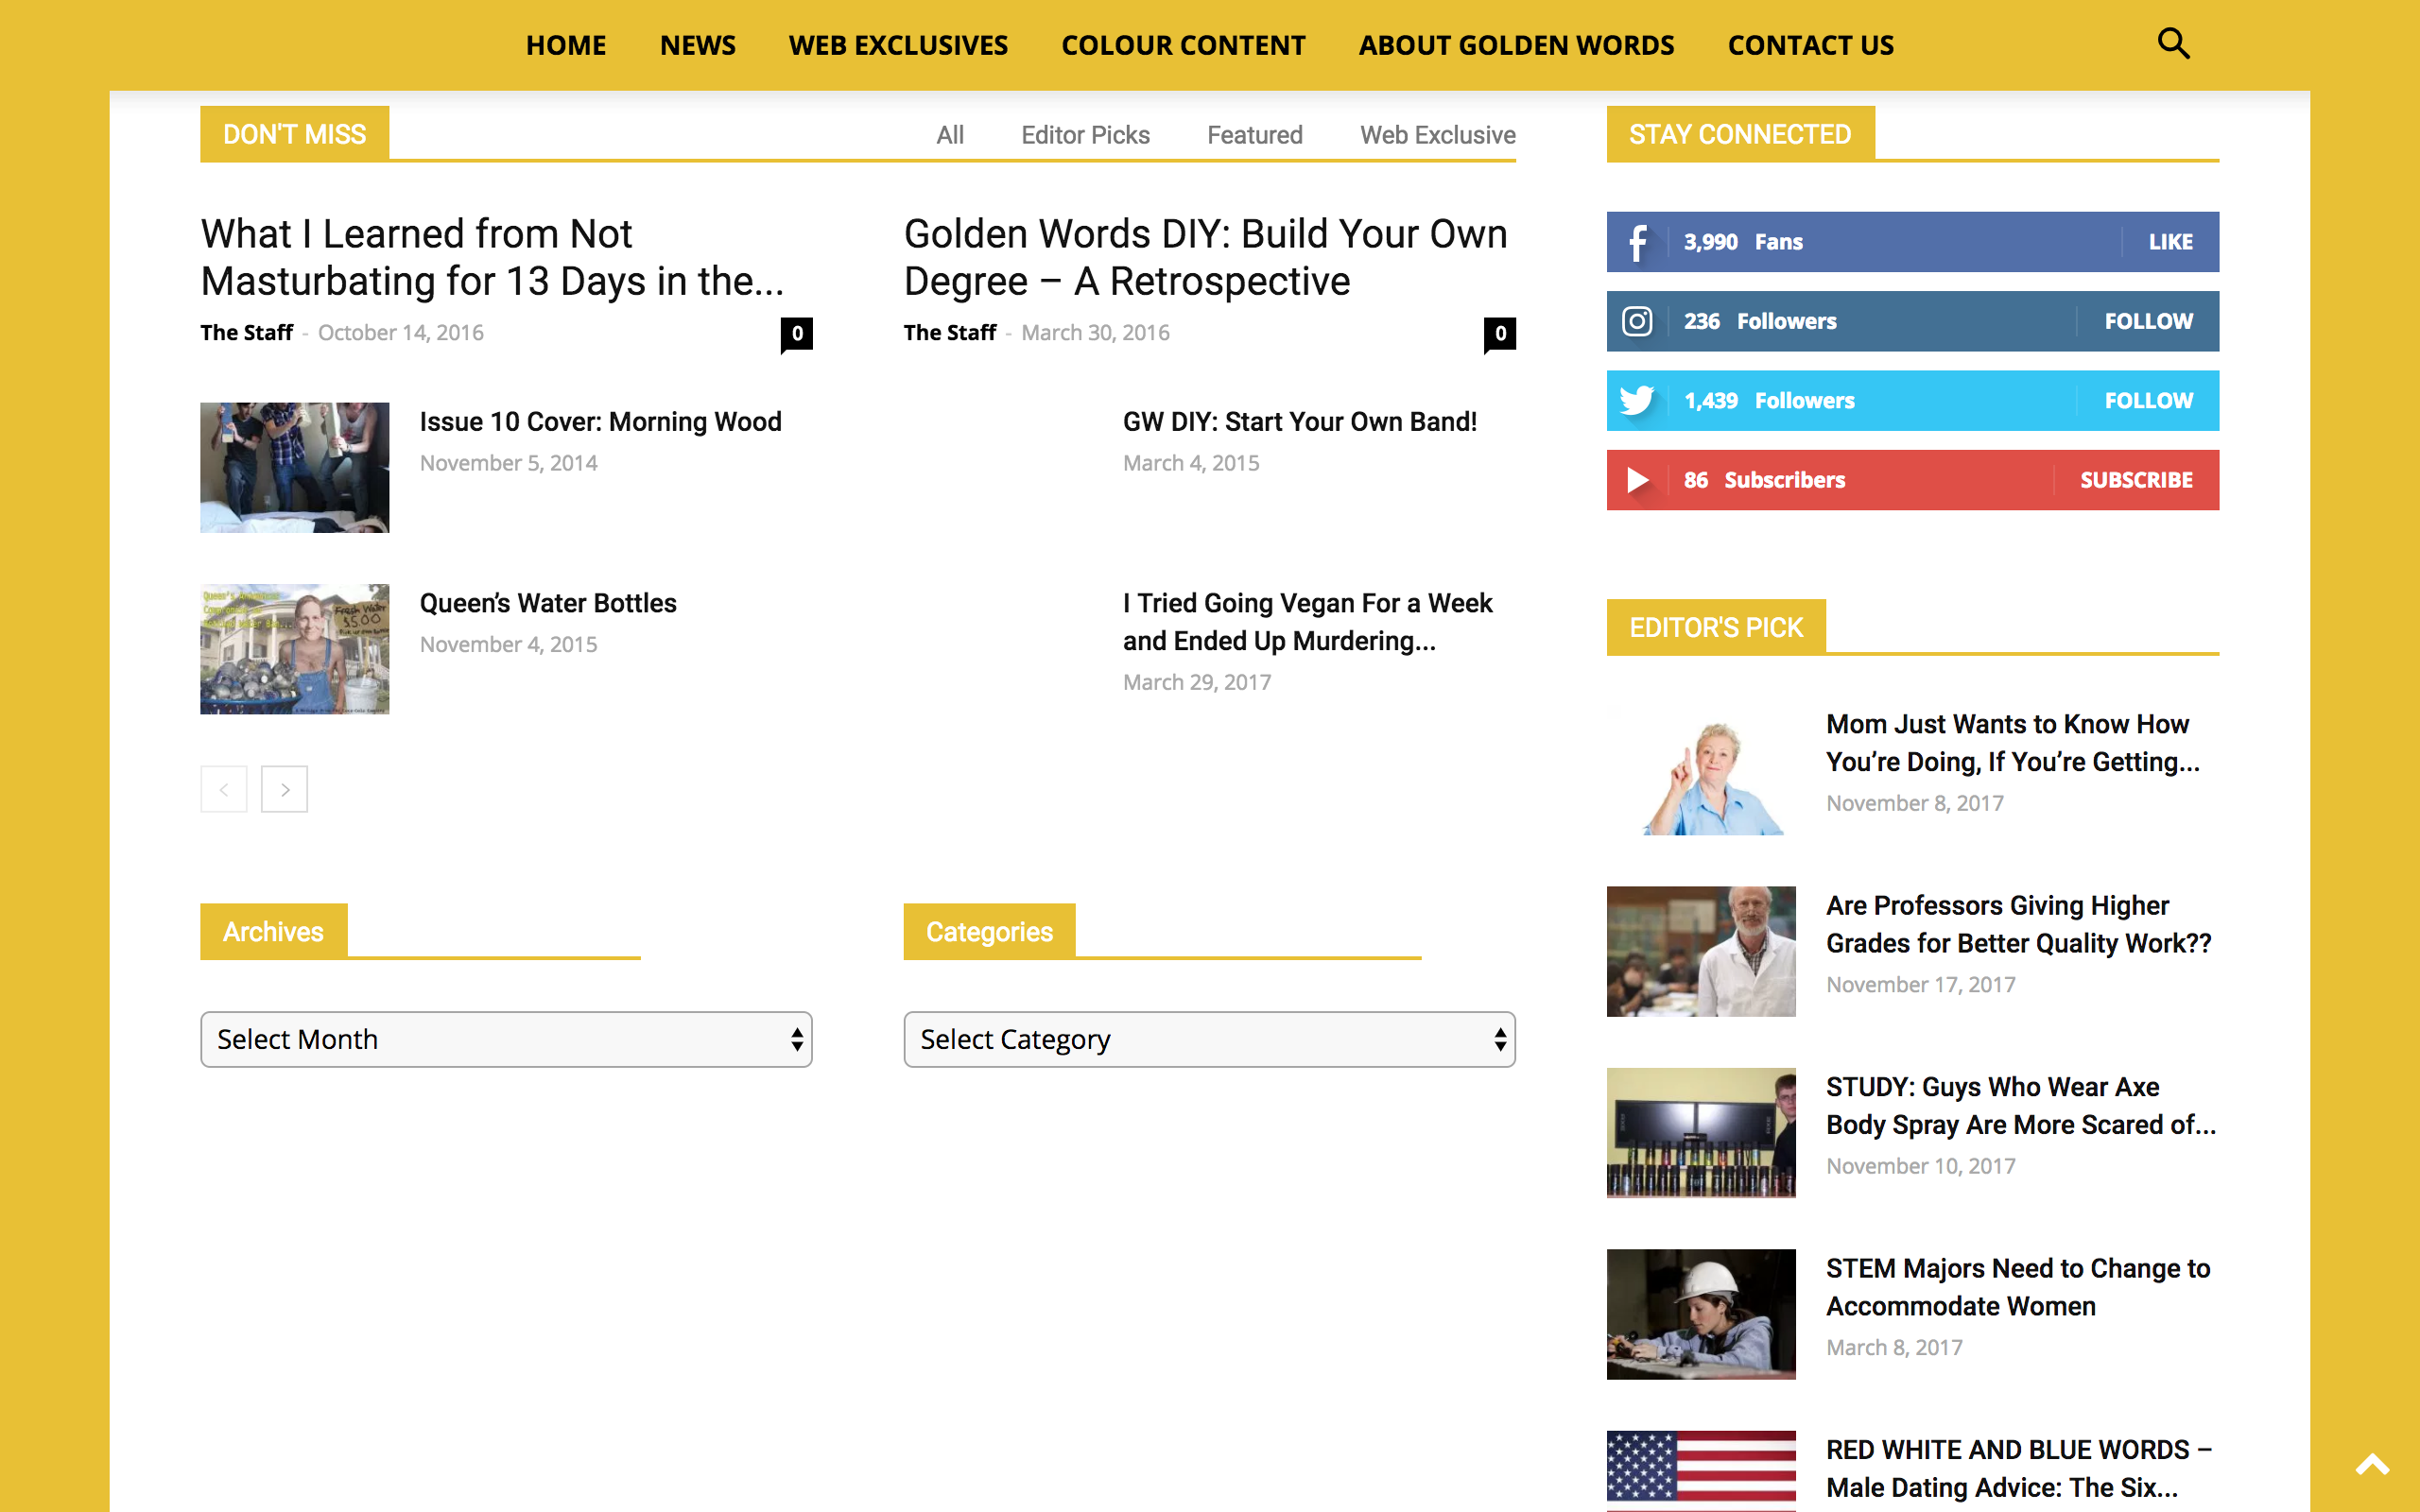 HOME NEWS WEB EXCLUSIVES COLOUR CONTENT ABOUT GOLDEN WORDS CONTACT US
DON'T MISS All Editor Picks Featured Web Exclusive
What I Learned from Not
Masturbating for 13 Days in the...
The Staff - October 14, 2016 0
Golden Words DIY: Build Your Own
Degree – A Retrospective
The Staff - March 30, 2016 0
Issue 10 Cover: Morning Wood
November 5, 2014
GW DIY: Start Your Own Band!
March 4, 2015
Fresh Water
$5.00
Queen’s Water Bottles
November 4, 2015
I Tried Going Vegan For a Week
and Ended Up Murdering...
March 29, 2017
Archives
Select Month
Categories
Select Category
STAY CONNECTED
3,990 Fans LIKE
236 Followers FOLLOW
1,439 Followers FOLLOW
86 Subscribers SUBSCRIBE
EDITOR'S PICK
Mom Just Wants to Know How
You’re Doing, If You’re Getting...
November 8, 2017
Are Professors Giving Higher
Grades for Better Quality Work??
November 17, 2017
STUDY: Guys Who Wear Axe
Body Spray Are More Scared of...
November 10, 2017
STEM Majors Need to Change to
Accommodate Women
March 8, 2017
RED WHITE AND BLUE WORDS –
Male Dating Advice: The Six...